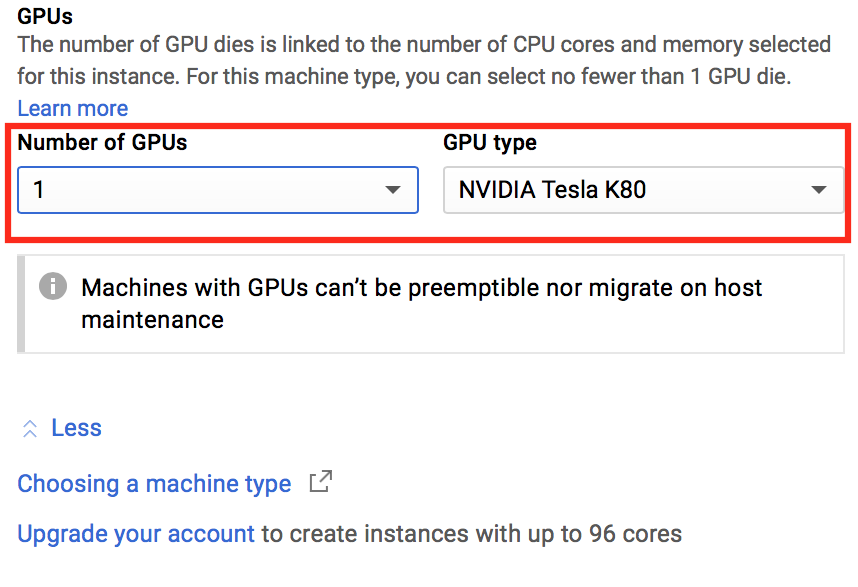 GPUs
The number of GPU dies is linked to the number of CPU cores and memory selected
for this instance. For this machine type, you can select no fewer than 1 GPU die.
Learn more
Number of GPUs
GPU type
1
NVIDIA Tesla K80
Machines with GPUs can’t be preemptible nor migrate on host
maintenance
Less
Choosing a machine type
Upgrade your account to create instances with up to 96 cores